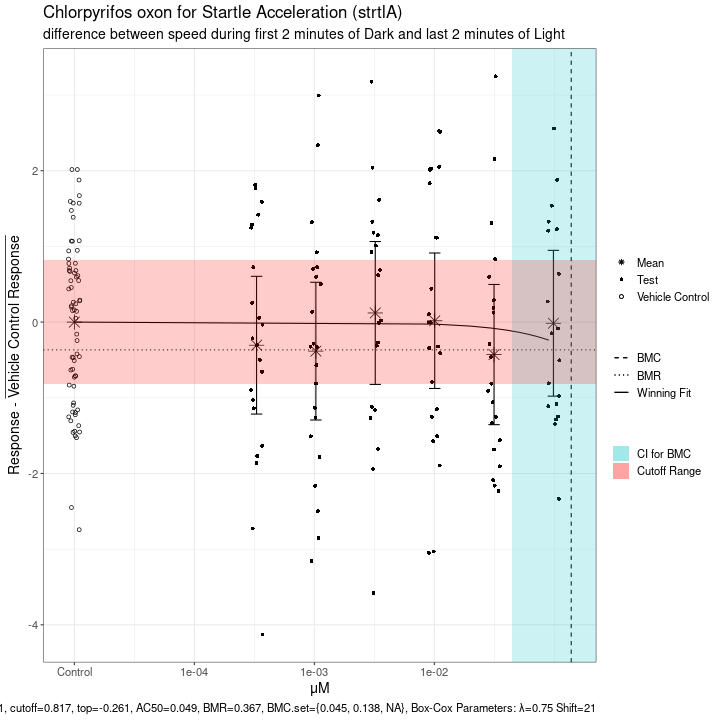 Chlorpyrifos oxon for Startle Acceleration (strtlA)
difference between speed during first 2 minutes of Dark and last 2 minutes of Light
Response - Vehicle Control Response
2
0
-2
-4
Control
1e-04
1e-03
1e-02
µM
Mean
Test
Vehicle Control
BMC
BMR
Winning Fit
CI for BMC
Cutoff Range
1, cutoff=0.817, top=-0.261, AC50=0.049, BMR=0.367, BMC.set={0.045, 0.138, NA}, Box-Cox Parameters: λ=0.75 Shift=21